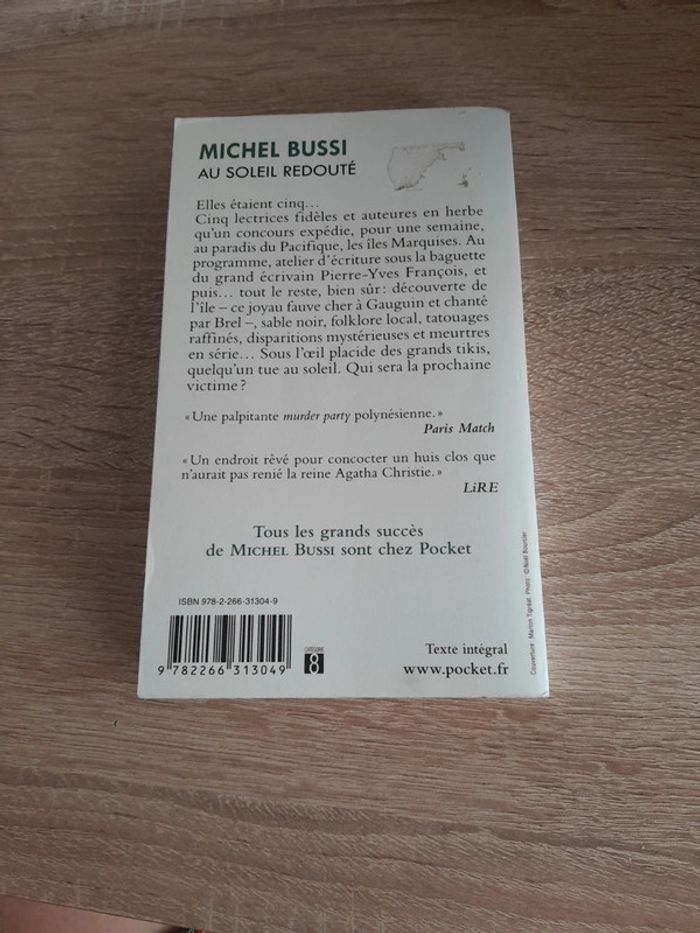 MICHEL BUSSI
AU SOLEIL REDOUTÉ
Elles étaient cinq…
Cinq lectrices fidèles et auteures en herbe
qu'un concours expédie, pour une semaine,
au paradis du Pacifique, les îles Marquises. Au
programme, atelier d'écriture sous la baguette
du grand écrivain Pierre-Yves François, et
puis… tout le reste, bien sûr : découverte de
l'île – ce joyau fauve cher à Gauguin et chanté
par Brel –, sable noir, folklore local, tatouages
raffinés, disparitions mystérieuses et meurtres
en série… Sous l'œil placide des grands tikis,
quelqu'un tue au soleil. Qui sera la prochaine
victime ?
« Une palpitante murder party polynésienne. »
Paris Match
« Un endroit rêvé pour concocter un huis clos que
n'aurait pas renié la reine Agatha Christie. »
LiRE
Tous les grands succès
de MICHEL BUSSI sont chez Pocket
ISBN 978-2-266-31304-9
9 782266 313049
CATÉGORIE
8
Texte intégral
www.pocket.fr
Couverture : Marion Tigréat. Photo : © Noël Bourcier